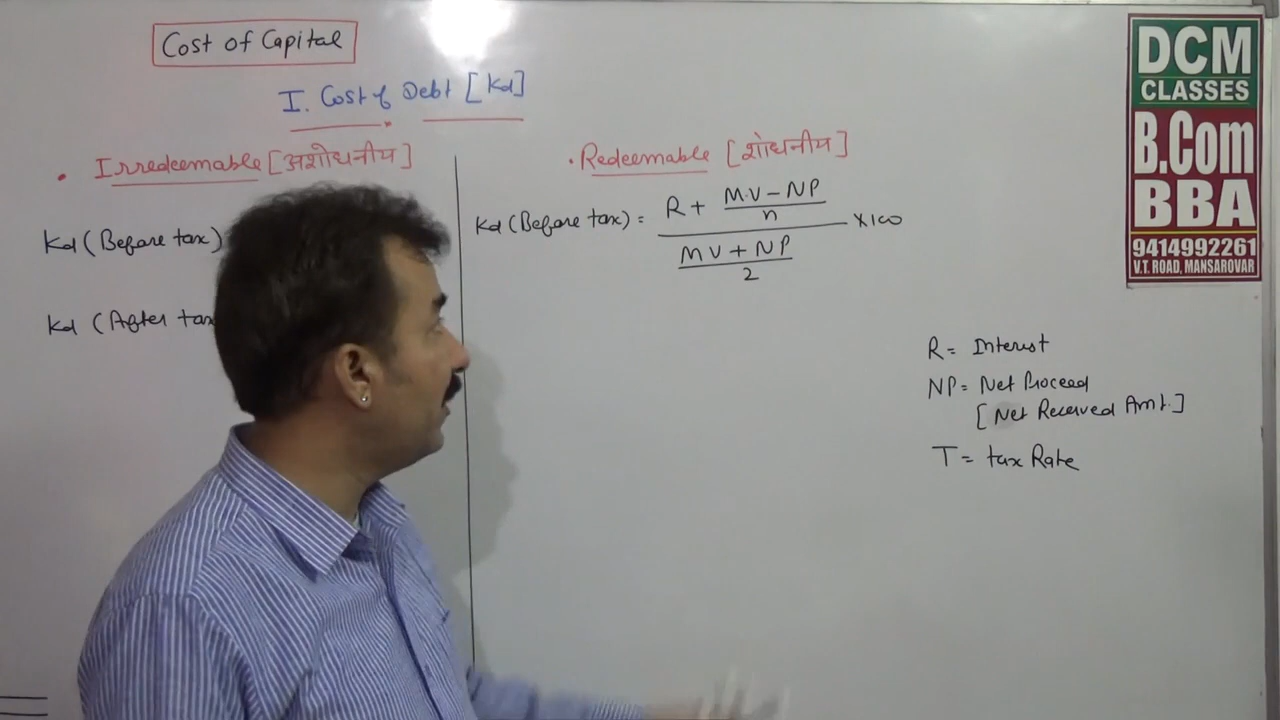 Cost of Capital
I. Cost of Debt [Kd]
Irredeemable [अशोधनीय]
Kd (Before tax)
Kd (After tax
Redeemable [शोधनीय]
Kd (Before tax) = R + M.V – NP / n
MV + NP / 2 × 100
R = Interest
NP = Net Proceed
[Net Received Amt.]
T = tax Rate
DCM
CLASSES
B.Com
BBA
9414992261
V.T. ROAD, MANSAROVAR